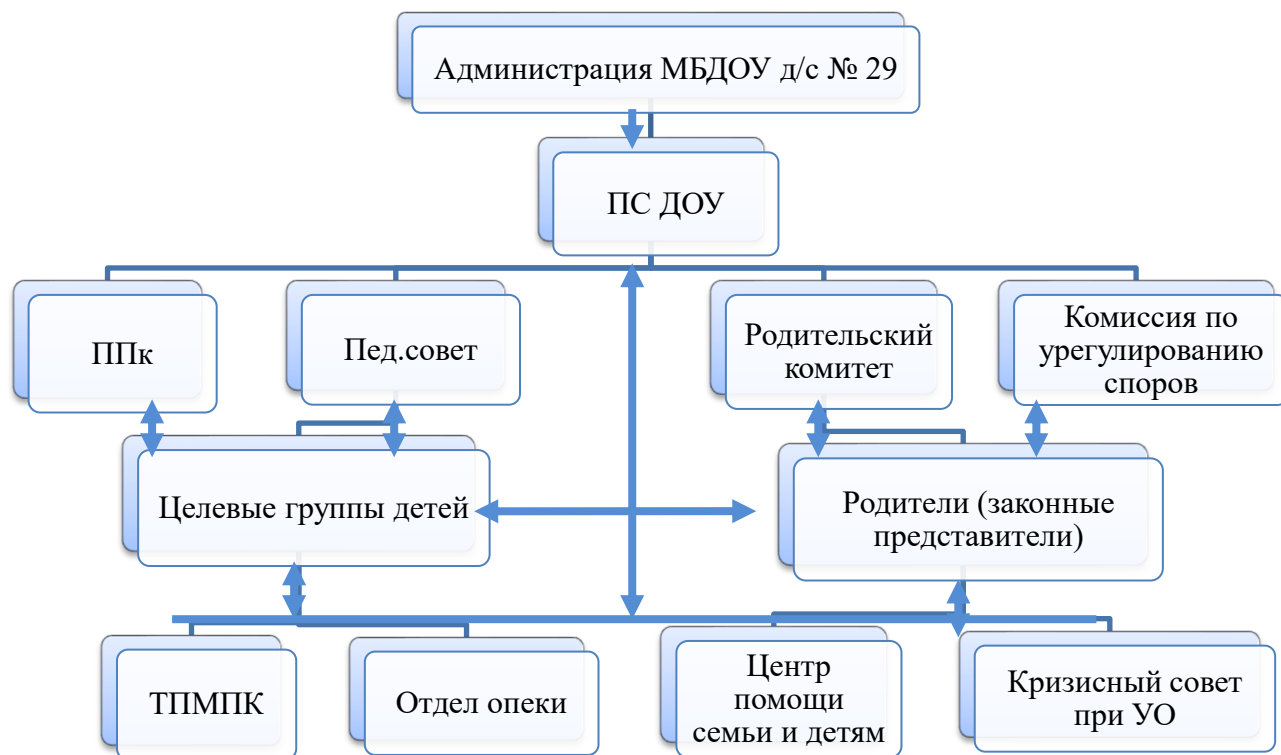 Администрация МБДОУ д/с № 29
ПС ДОУ
ППк
Пед.совет
Родительский
комитет
Комиссия по
урегулированию
споров
Целевые группы детей
Родители (законные
представители)
ТПМПК
Отдел опеки
Центр
помощи
семьи и детям
Кризисный совет
при УО